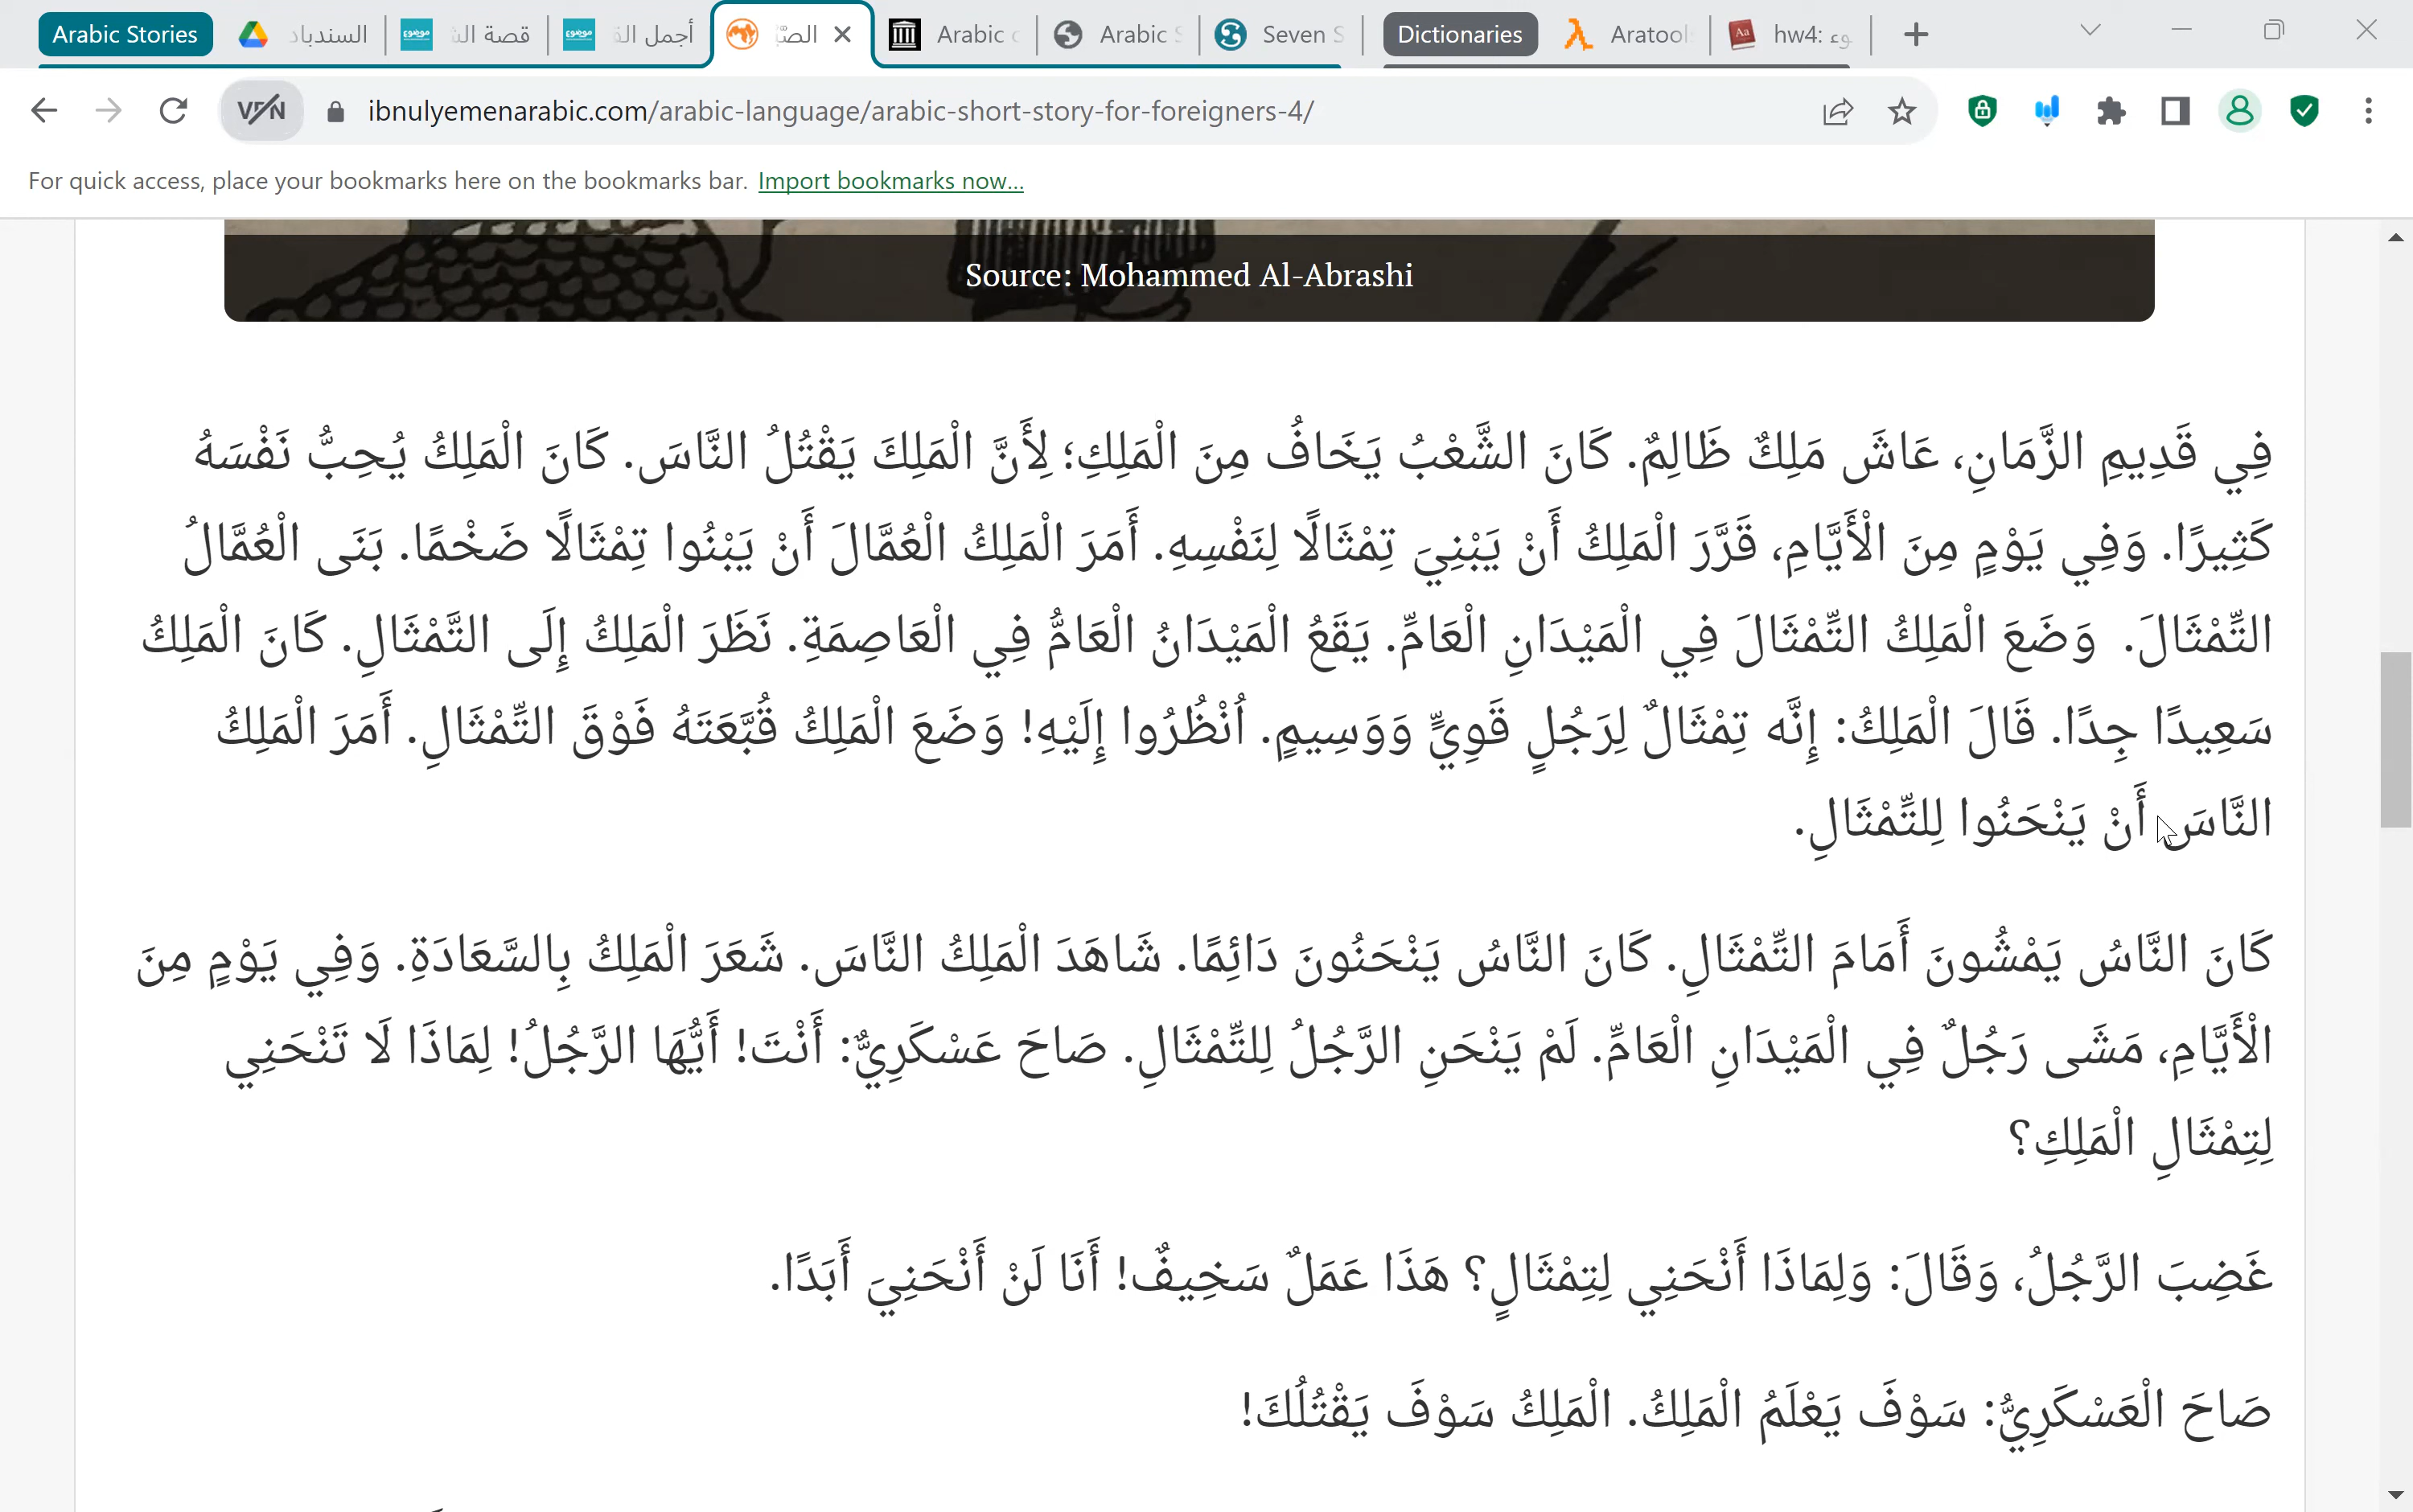 Arabic Stories السندباد قصة الش أجمل الق الصّ Arabic Arabic S Seven S Dictionaries Aratool hw4:
VPN ibnulyemenarabic.com/arabic-language/arabic-short-story-for-foreigners-4/
For quick access, place your bookmarks here on the bookmarks bar. Import bookmarks now...
Source: Mohammed Al-Abrashi
فِي قَدِيمِ الزَّمَانِ، عَاشَ مَلِكٌ ظَالِمٌ. كَانَ الشَّعْبُ يَخَافُ مِنَ الْمَلِكِ؛ لِأَنَّ الْمَلِكَ يَقْتُلُ النَّاسَ. كَانَ الْمَلِكُ يُحِبُّ نَفْسَهُ
كَثِيرًا. وَفِي يَوْمٍ مِنَ الْأَيَّامِ، قَرَّرَ الْمَلِكُ أَنْ يَبْنِيَ تِمْثَالًا لِنَفْسِهِ. أَمَرَ الْمَلِكُ الْعُمَّالَ أَنْ يَبْنُوا تِمْثَالًا ضَخْمًا. بَنَى الْعُمَّالُ
التِّمْثَالَ. وَضَعَ الْمَلِكُ التِّمْثَالَ فِي الْمَيْدَانِ الْعَامِّ. يَقَعُ الْمَيْدَانُ الْعَامُّ فِي الْعَاصِمَةِ. نَظَرَ الْمَلِكُ إِلَى التَّمْثَالِ. كَانَ الْمَلِكُ
سَعِيدًا جِدًا. قَالَ الْمَلِكُ: إِنَّه تِمْثَالٌ لِرَجُلٍ قَوِيٍّ وَوَسِيمٍ. اُنْظُرُوا إِلَيْهِ! وَضَعَ الْمَلِكُ قُبَّعَتَهُ فَوْقَ التِّمْثَالِ. أَمَرَ الْمَلِكُ
النَّاسَ أَنْ يَنْحَنُوا لِلتِّمْثَالِ.
كَانَ النَّاسُ يَمْشُونَ أَمَامَ التِّمْثَالِ. كَانَ النَّاسُ يَنْحَنُونَ دَائِمًا. شَاهَدَ الْمَلِكُ النَّاسَ. شَعَرَ الْمَلِكُ بِالسَّعَادَةِ. وَفِي يَوْمٍ مِنَ
الْأَيَّامِ، مَشَى رَجُلٌ فِي الْمَيْدَانِ الْعَامِّ. لَمْ يَنْحَنِ الرَّجُلُ لِلتِّمْثَالِ. صَاحَ عَسْكَرِيٌّ: أَنْتَ! أَيُّهَا الرَّجُلُ! لِمَاذَا لَا تَنْحَنِي
لِتِمْثَالِ الْمَلِكِ؟
غَضِبَ الرَّجُلُ، وَقَالَ: وَلِمَاذَا أَنْحَنِي لِتِمْثَالٍ؟ هَذَا عَمَلٌ سَخِيفٌ! أَنَا لَنْ أَنْحَنِيَ أَبَدًا.
صَاحَ الْعَسْكَرِيُّ: سَوْفَ يَعْلَمُ الْمَلِكُ. الْمَلِكُ سَوْفَ يَقْتُلُكَ!